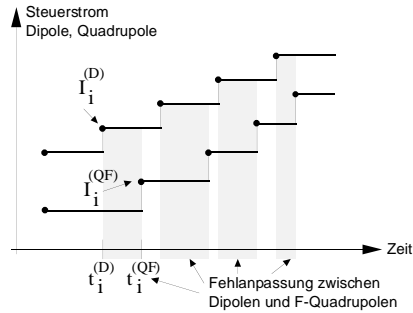 Steuerstrom
Dipole, Quadrupole
I_i^(D)
I_i^(QF)
Zeit
t_i^(D) t_i^(QF)
Fehlanpassung zwischen
Dipolen und F-Quadrupolen